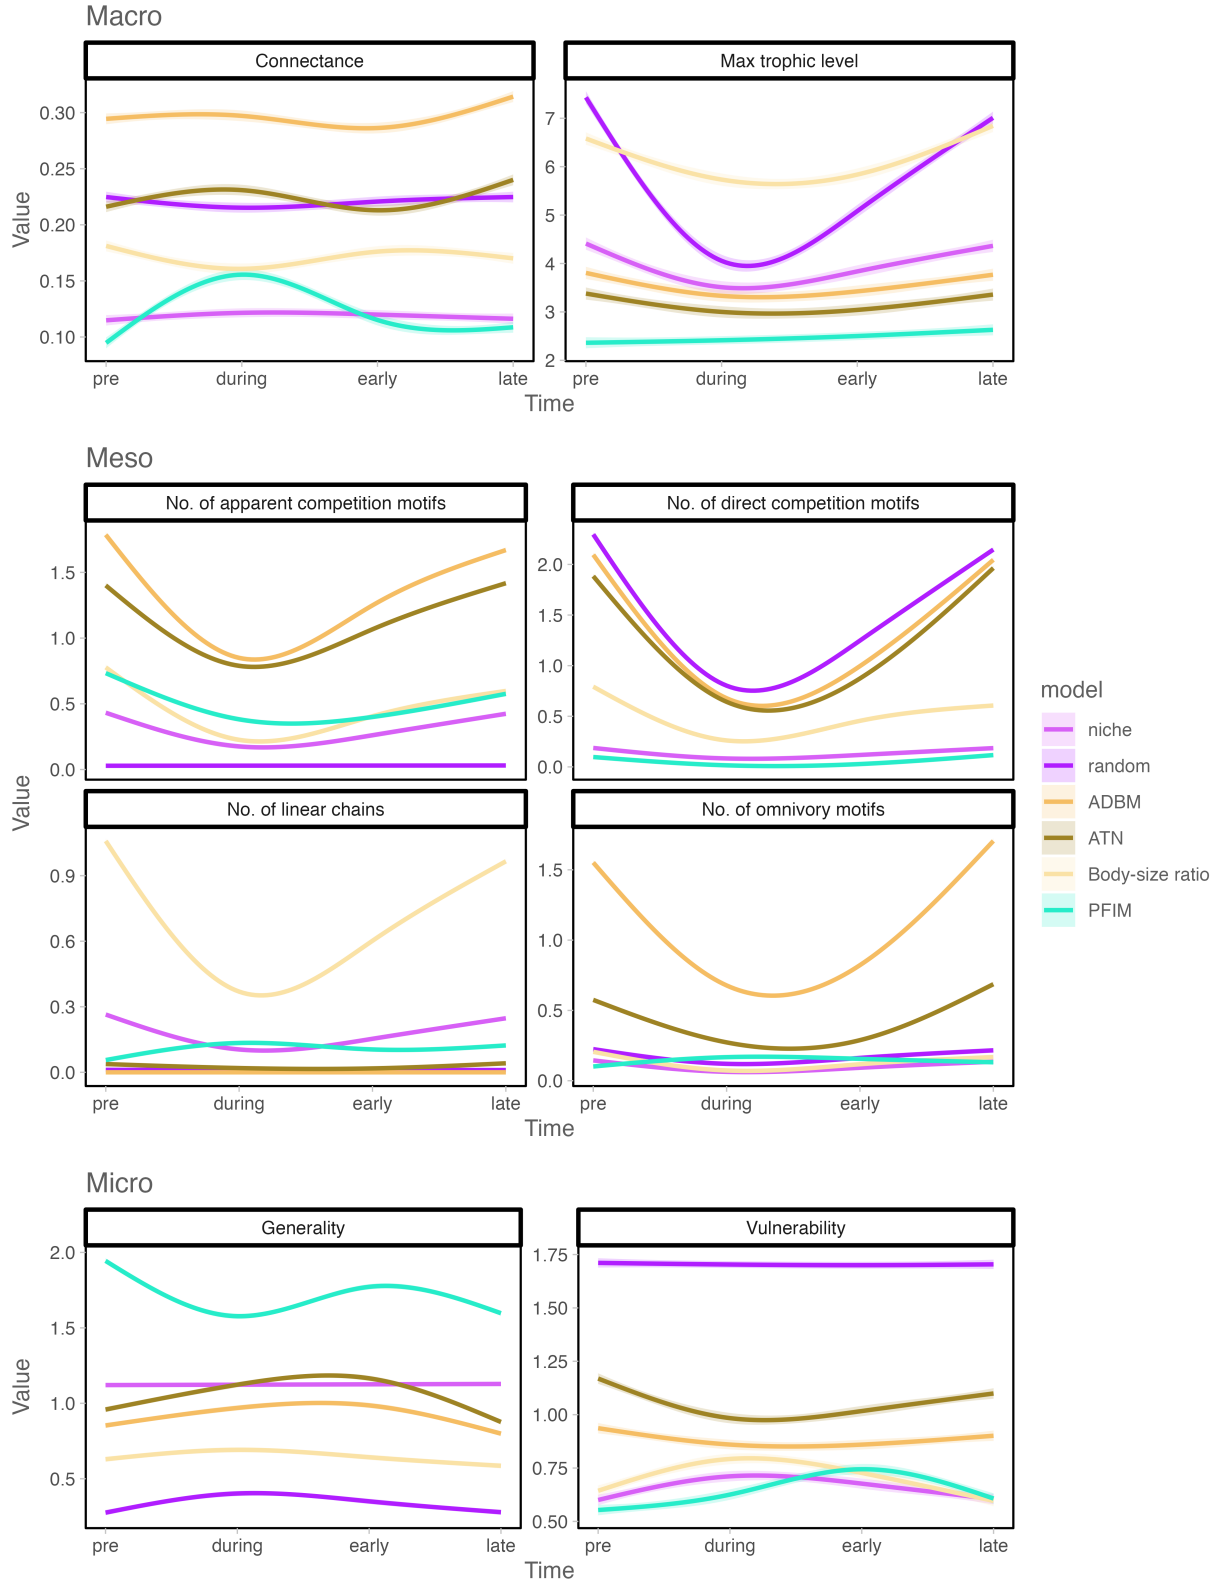 Macro
Connectance
Max trophic level
Value
0.30
0.25
0.20
0.15
0.10
7
6
5
4
3
2
pre during early late
pre during early late
Time
Meso
No. of apparent competition motifs
No. of direct competition motifs
1.5
1.0
0.5
0.0
2.0
1.5
1.0
0.5
0.0
Value
No. of linear chains
No. of omnivory motifs
0.9
0.6
0.3
0.0
1.5
1.0
0.5
0.0
pre during early late
pre during early late
Time
model
niche
random
ADBM
ATN
Body-size ratio
PFIM
Micro
Generality
Vulnerability
Value
2.0
1.5
1.0
0.5
1.75
1.50
1.25
1.00
0.75
0.50
pre during early late
pre during early late
Time